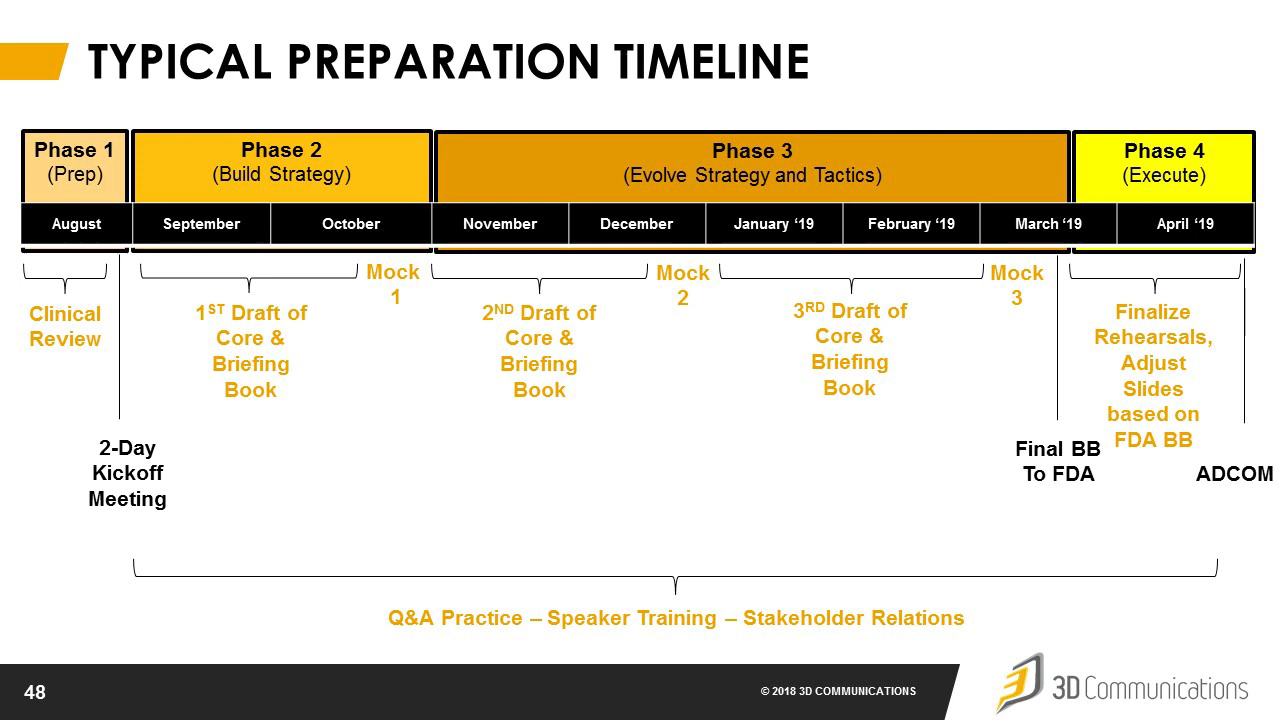 TYPICAL PREPARATION TIMELINE
Phase 1
(Prep)
Phase 2
(Build Strategy)
Phase 3
(Evolve Strategy and Tactics)
Phase 4
(Execute)
August
September
October
November
December
January ‘19
February ‘19
March ‘19
April ‘19
Clinical
Review
1ST Draft of
Core &
Briefing
Book
Mock
1
2ND Draft of
Core &
Briefing
Book
Mock
2
3RD Draft of
Core &
Briefing
Book
Mock
3
Finalize
Rehearsals,
Adjust
Slides
based on
FDA BB
2-Day
Kickoff
Meeting
Final BB
To FDA
ADCOM
Q&A Practice – Speaker Training – Stakeholder Relations
48
© 2018 3D COMMUNICATIONS
3D Communications